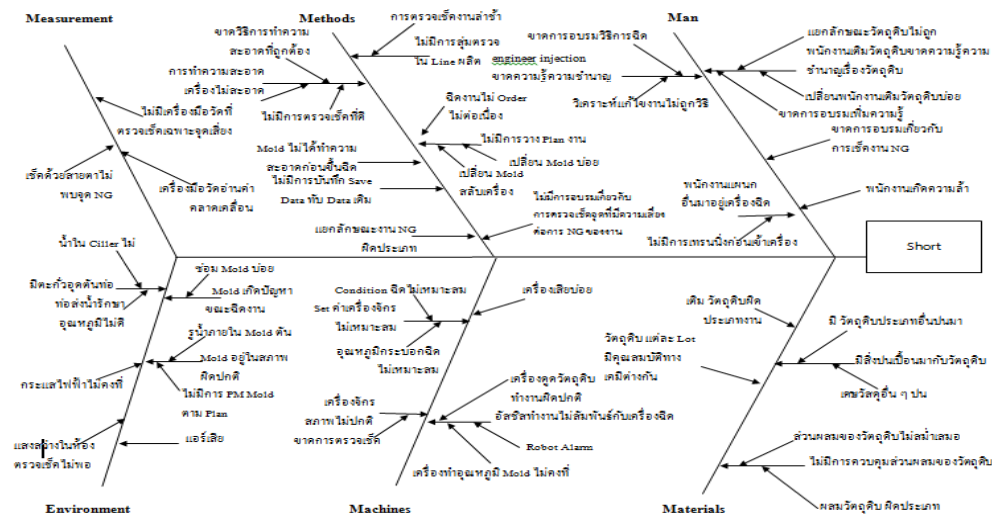 Measurement
Methods
Man
ขาดวิธีการทำความ
สะอาดที่ถูกต้อง
การทำความสะอาด
เครื่องไม่สะอาด
ไม่มีการตรวจเช็คที่ดี
การตรวจเช็คงานล่าช้า
ไม่มีการสุ่มตรวจ
ใน Line ผลิต
ไม่มีเครื่องมือวัดที่
ตรวจเช็คเฉพาะจุดเสี่ยง
เช็คด้วยสายตาไม่
พบจุด NG
เครื่องมือวัดอ่านค่า
คลาดเคลื่อน
ฉีดงานไม่ Order
ไม่ต่อเนื่อง
ไม่มีการวาง Plan งาน
เปลี่ยน Mold บ่อย
เปลี่ยน Mold
สลับเครื่อง
Mold ไม่ได้ทำความ
สะอาดก่อนขึ้นฉีด
ไม่มีการบันทึก Save
Data ทับ Data เดิม
แยกลักษณะงาน NG
ผิดประเภท
ไม่มีการอบรมเกี่ยวกับ
การตรวจเช็คจุดที่มีความเสี่ยง
ต่อการ NG ของงาน
ขาดการอบรมวิธีการฉีด
engineer injection
ขาดความรู้ความชำนาญ
วิเคราะห์แก้ไขงานไม่ถูกวิธี
แยกลักษณะวัตถุดิบไม่ถูก
พนักงานเติมวัตถุดิบขาดความรู้ความ
ชำนาญเรื่องวัตถุดิบ
เปลี่ยนพนักงานเติมวัตถุดิบบ่อย
ขาดการอบรมเพิ่มความรู้
ขาดการอบรมเกี่ยวกับ
การเช็คงาน NG
พนักงานแผนก
อื่นมาอยู่เครื่องฉีด
พนักงานเกิดความล้า
ไม่มีการเทรนนิ่งก่อนเข้าเครื่อง
Short
น้ำใน Ciller ไม่
มีตะกั่วอุดตันท่อ
ท่อส่งน้ำรักษา
อุณหภูมิไม่ดี
ซ่อม Mold บ่อย
Mold เกิดปัญหา
ขณะฉีดงาน
รูน้ำภายใน Mold ตัน
Mold อยู่ในสภาพ
ผิดปกติ
ไม่มีการ PM Mold
ตาม Plan
กระแสไฟฟ้าไม่คงที่
แสงสว่างในห้อง
ตรวจเช็คไม่พอ
แอร์เสีย
Condition ฉีดไม่เหมาะสม
Set ค่าเครื่องจักร
ไม่เหมาะสม
อุณหภูมิกระบอกฉีด
ไม่เหมาะสม
เครื่องเสียบ่อย
เครื่องจักร
สภาพไม่ปกติ
ขาดการตรวจเช็ค
เครื่องดูดวัตถุดิบ
ทำงานผิดปกติ
อัลซิลทำงานไม่สัมพันธ์กับเครื่องฉีด
Robot Alarm
เครื่องทำอุณหภูมิ Mold ไม่คงที่
เติม วัตถุดิบผิด
ประเภทงาน
วัตถุดิบ แต่ละ Lot
มีคุณสมบัติทาง
เคมีต่างกัน
มี วัตถุดิบประเภทอื่นปนมา
มีสิ่งปนเปื้อนมากับวัตถุดิบ
เศษวัสดุอื่น ๆ ปน
ส่วนผสมของวัตถุดิบไม่สม่ำเสมอ
ไม่มีการควบคุมส่วนผสมของวัตถุดิบ
ผสมวัตถุดิบ ผิดประเภท
Environment
Machines
Materials